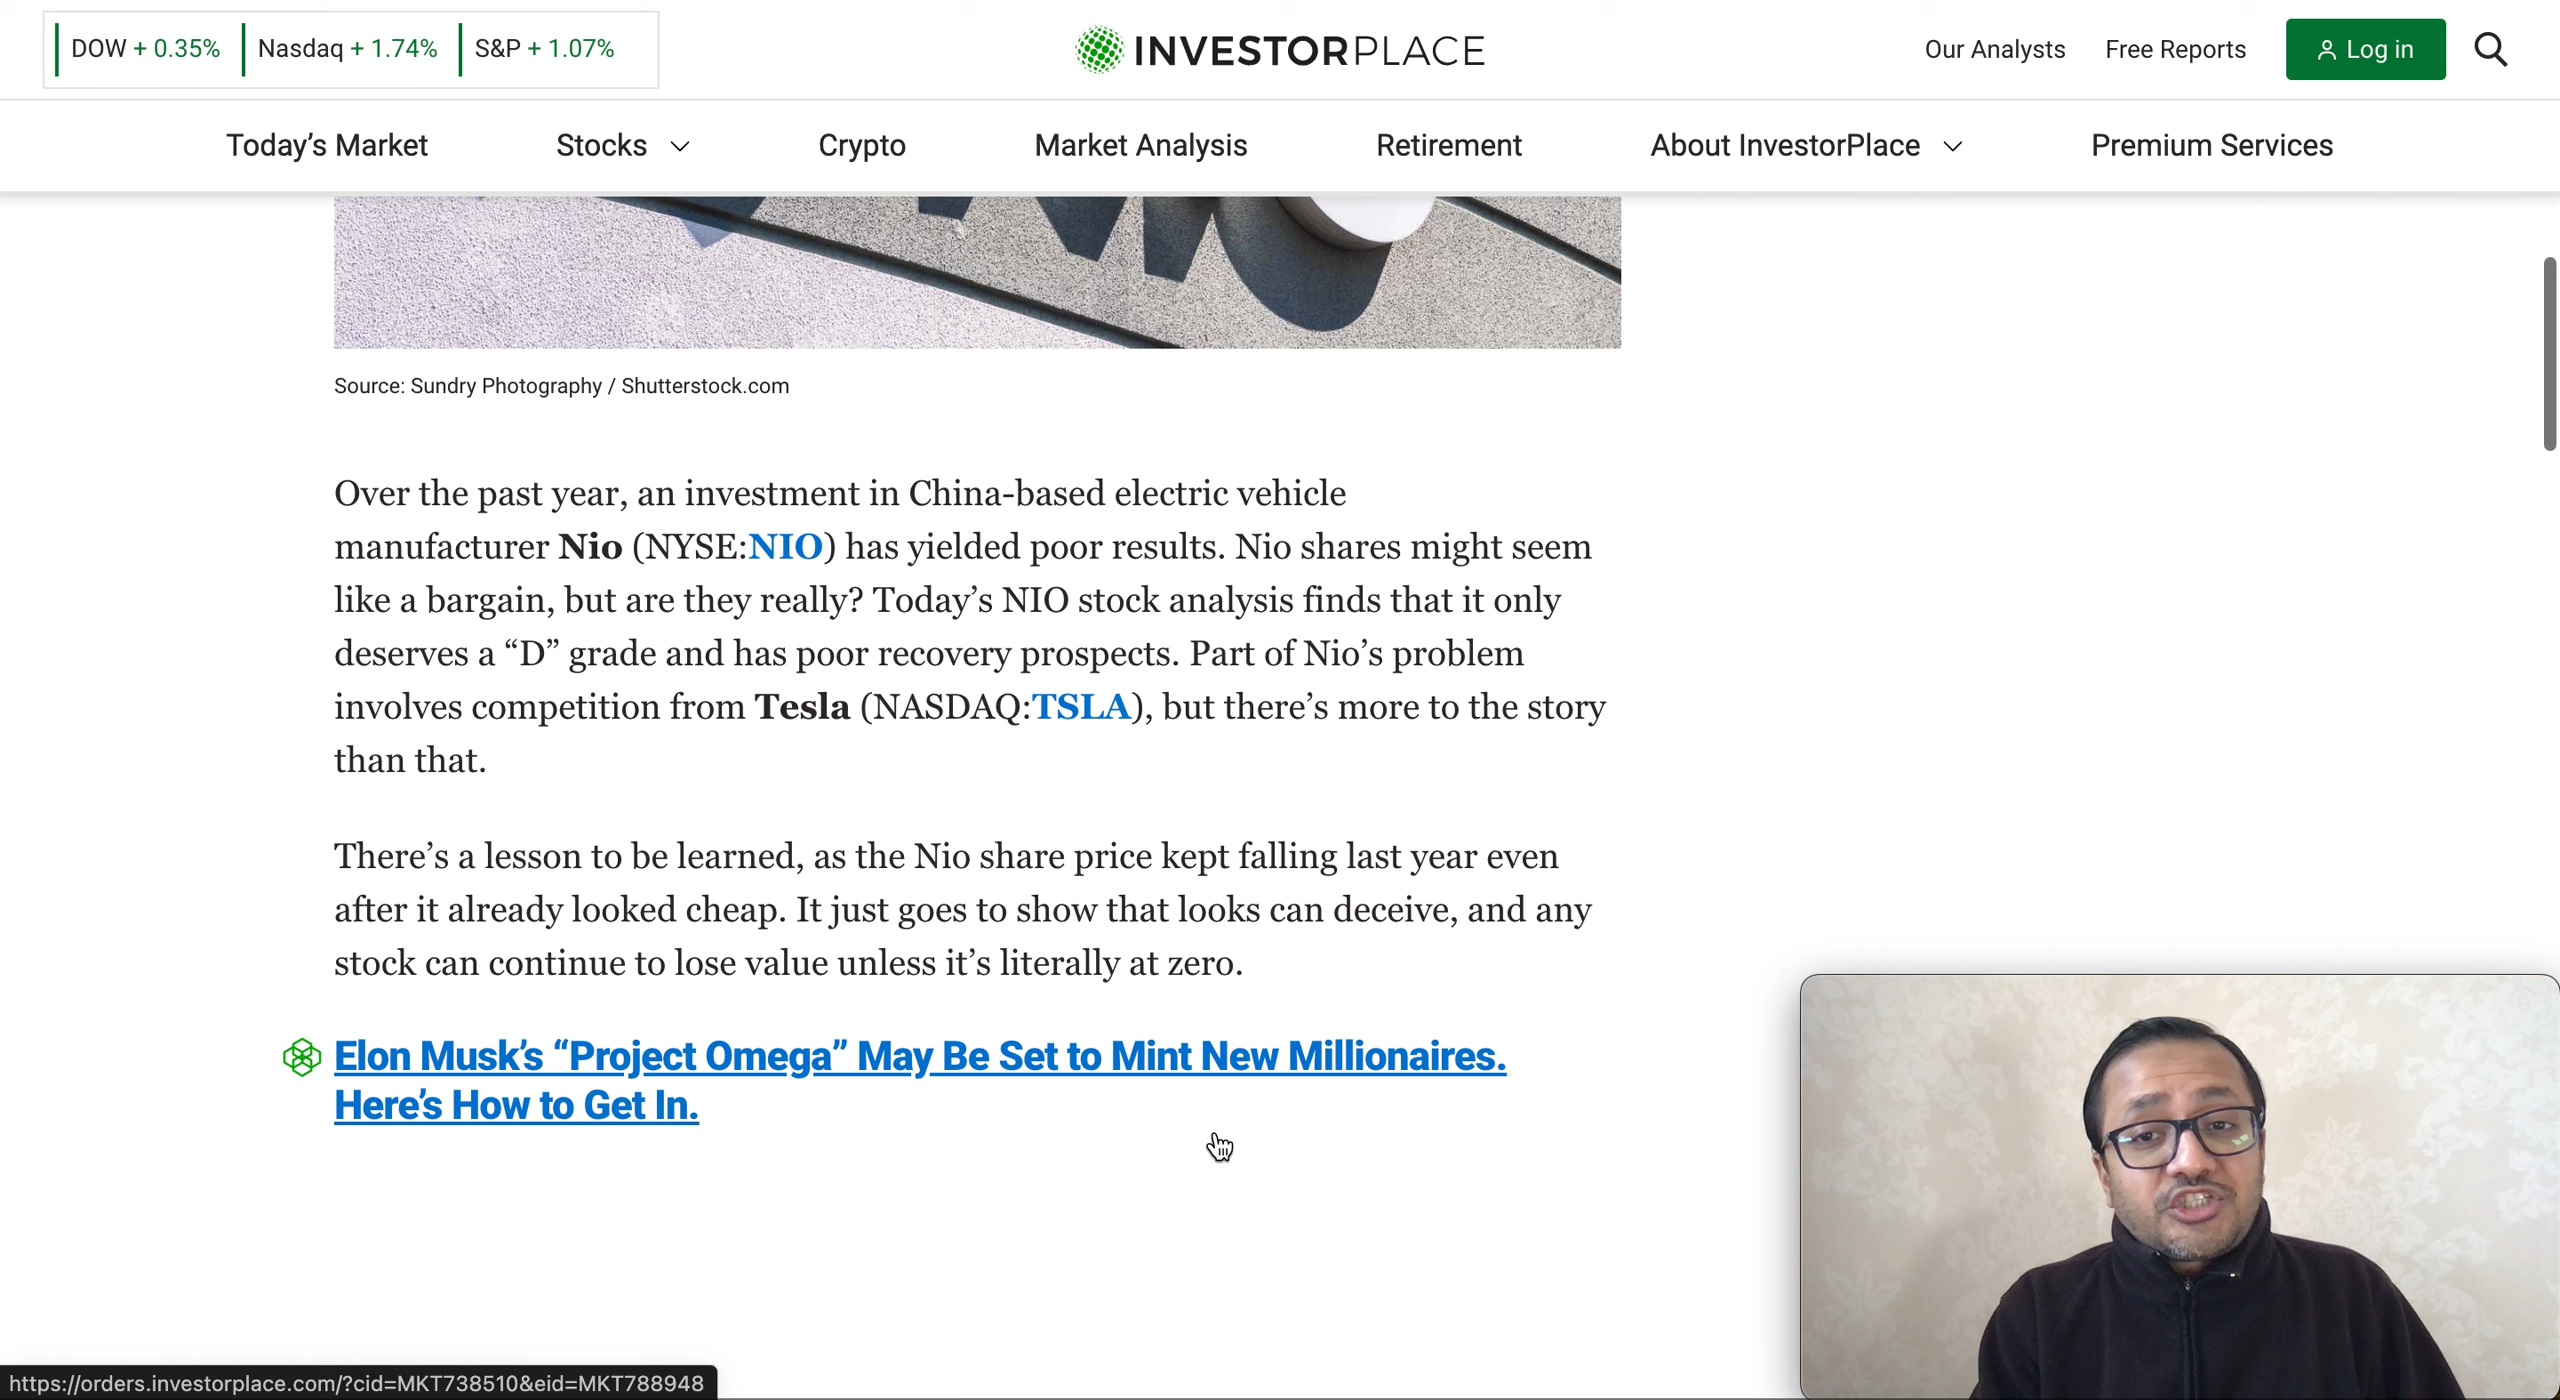 DOW + 0.35% Nasdaq + 1.74% S&P + 1.07%
INVESTORPLACE
Our Analysts Free Reports Log in
Today’s Market Stocks Crypto Market Analysis Retirement About InvestorPlace Premium Services
Source: Sundry Photography / Shutterstock.com
Over the past year, an investment in China-based electric vehicle
manufacturer Nio (NYSE:NIO) has yielded poor results. Nio shares might seem
like a bargain, but are they really? Today’s NIO stock analysis finds that it only
deserves a “D” grade and has poor recovery prospects. Part of Nio’s problem
involves competition from Tesla (NASDAQ:TSLA), but there’s more to the story
than that.
There’s a lesson to be learned, as the Nio share price kept falling last year even
after it already looked cheap. It just goes to show that looks can deceive, and any
stock can continue to lose value unless it’s literally at zero.
Elon Musk’s “Project Omega” May Be Set to Mint New Millionaires.
Here’s How to Get In.
https://orders.investorplace.com/?cid=MKT738510&eid=MKT788948